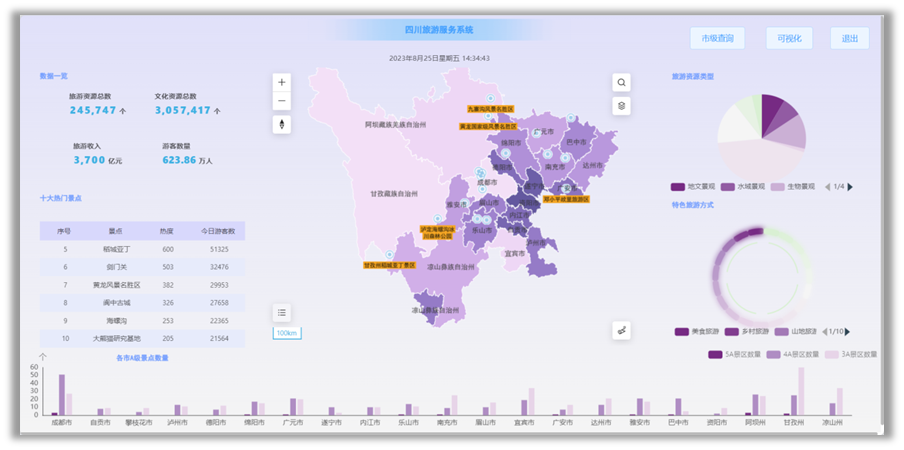 四川旅游服务系统
市级查询 可视化 退出
2023年8月25日星期五 14:34:43
数据一览
旅游资源总数 文化资源总数
245,747 个 3,057,417 个
旅游收入 游客数量
3,700 亿元 623.86 万人
十大热门景点
序号 景点 热度 今日游客数
5 稻城亚丁 600 51325
6 剑门关 503 32476
7 黄龙风景名胜区 382 29953
8 阆中古城 326 27658
9 海螺沟 253 22365
10 大熊猫研究基地 205 21564
阿坝藏族羌族自治州
九寨沟风景名胜区
黄龙国家级风景名胜区
广元市
绵阳市
巴中市
达州市
南充市
德阳市
成都市
遂宁市
广安市
甘孜藏族自治州
邓小平故里旅游区
雅安市
眉山市
内江市
泸定海螺沟冰
川森林公园
乐山市
泸州市
宜宾市
甘孜州稻城亚丁景区
凉山彝族自治州
凉山彝族自治州
100km
旅游资源类型
地文景观 水域景观 生物景观 1/4
特色旅游方式
美食旅游 乡村旅游 山地旅游 1/10
5A景区数量 4A景区数量 3A景区数量
各市A级景点数量
个
60
50
40
30
20
10
0
成都市 自贡市 攀枝花市 泸州市 德阳市 绵阳市 广元市 遂宁市 内江市 乐山市 南充市 眉山市 宜宾市 广安市 达州市 雅安市 巴中市 资阳市 阿坝州 甘孜州 凉山州